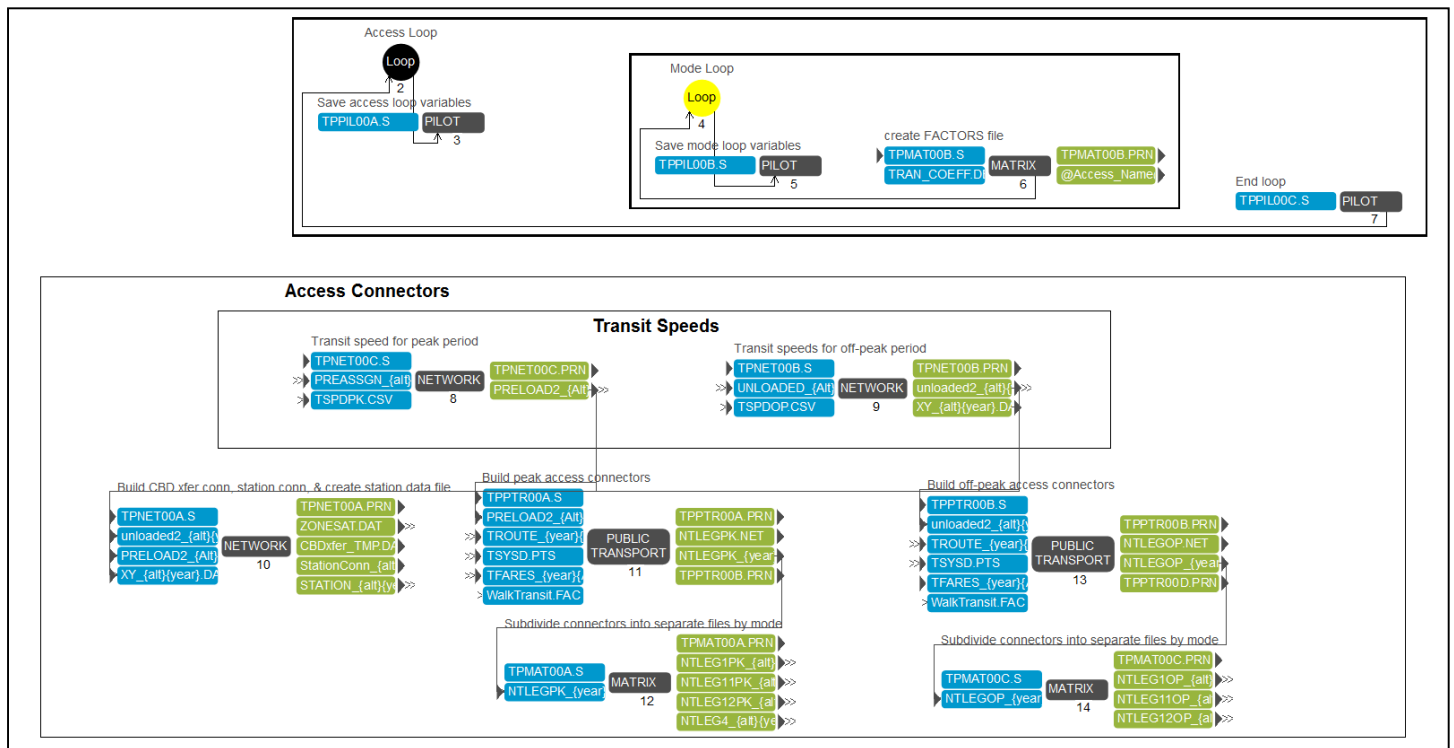 Access Loop
Loop
2
Save access loop variables
TPPIL00A.S PILOT
3
Mode Loop
Loop
4
Save mode loop variables
TPPIL00B.S PILOT
5
create FACTORS file
TPMAT00B.S
TRAN_COEFF.D
MATRIX
6
TPMAT00B.PRN
@Access_Name
End loop
TPPIL00C.S PILOT
7
Access Connectors
Transit Speeds
Transit speed for peak period
TPNET00C.S
PREASSGN_{alt}
TSPDPK.CSV
NETWORK
8
TPNET00C.PRN
PRELOAD2_{Alt}
Transit speeds for off-peak period
TPNET00B.S
UNLOADED_{Alt}
TSPDOP.CSV
NETWORK
9
TPNET00B.PRN
unloaded2_{alt}{
XY_{alt}{year}.DA
Build CBD xfer conn, station conn, & create station data file
TPNET00A.S
unloaded2_{alt}{y
PRELOAD2_{Alt}
XY_{alt}{year}.DA
NETWORK
10
TPNET00A.PRN
ZONESAT.DAT
CBDxfer_TMP.DA
StationConn_{alt
STATION_{alt}{ye
Build peak access connectors
TPPTR00A.S
PRELOAD2_{Alt}
TROUTE_{year}{
TSYSD.PTS
TFARES_{year}{
WalkTransit.FAC
PUBLIC
TRANSPORT
11
TPPTR00A.PRN
NTLEGPK.NET
NTLEGPK_{year
TPPTR00B.PRN
Subdivide connectors into separate files by mode
TPMAT00A.S
NTLEGPK_{year
MATRIX
12
TPMAT00A.PRN
NTLEG1PK_{alt}
NTLEG11PK_{al
NTLEG12PK_{al
NTLEG4_{alt}{ye
Build off-peak access connectors
TPPTR00B.S
unloaded2_{alt}{y
TROUTE_{year}{
TSYSD.PTS
TFARES_{year}{
WalkTransit.FAC
PUBLIC
TRANSPORT
13
TPPTR00B.PRN
NTLEGOP.NET
NTLEGOP_{year
TPPTR00D.PRN
Subdivide connectors into separate files by mode
TPMAT00C.S
NTLEGOP_{year
MATRIX
14
TPMAT00C.PRN
NTLEG1OP_{alt
NTLEG11OP_{al
NTLEG12OP_{a